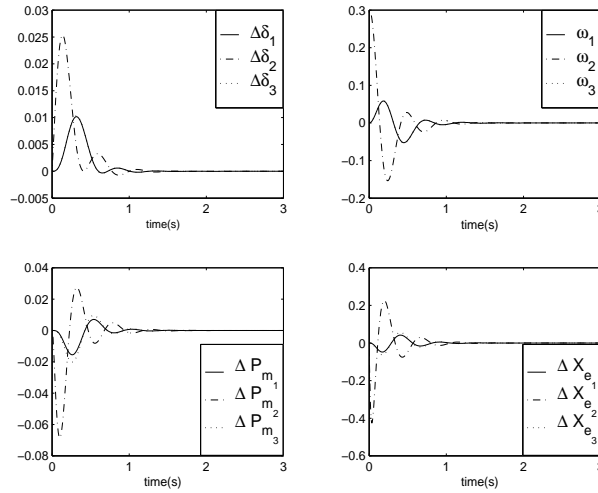 0.03
0.025
0.02
0.015
0.01
0.005
0
−0.005
0 1 2 3
time(s)
Δδ1
Δδ2
Δδ3
0.3
0.2
0.1
0
−0.1
−0.2
0 1 2 3
time(s)
ω1
ω2
ω3
0.04
0.02
0
−0.02
−0.04
−0.06
−0.08
0 1 2 3
time(s)
Δ Pm1
Δ Pm2
Δ Pm3
0.4
0.2
0
−0.2
−0.4
−0.6
0 1 2 3
time(s)
Δ Xe1
Δ Xe2
Δ Xe3